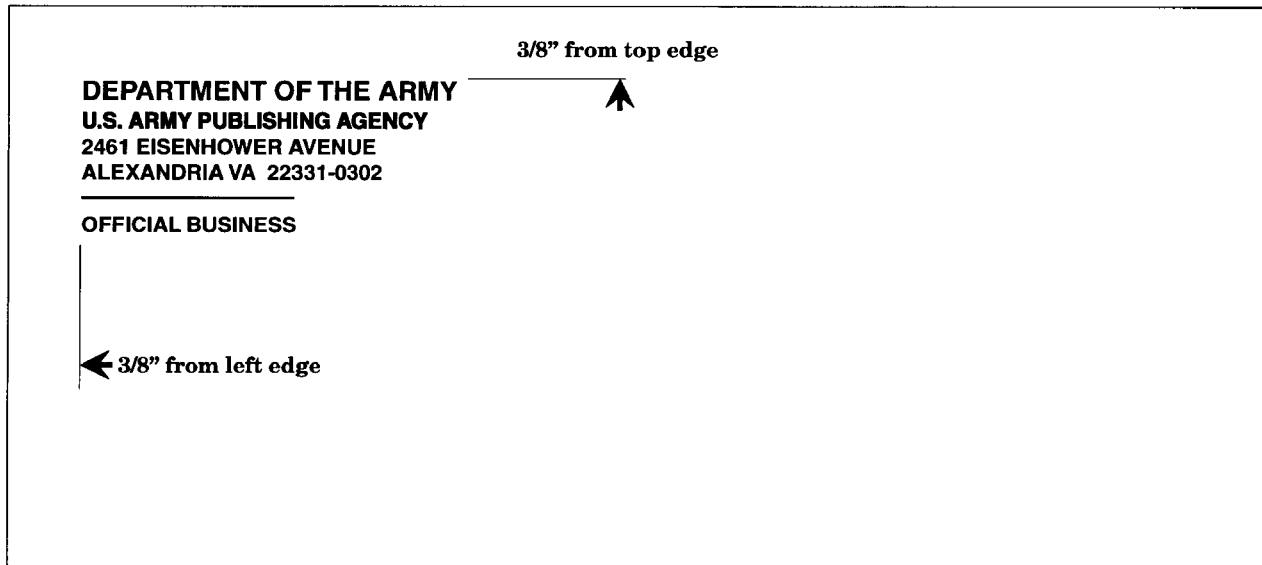 3/8” from top edge
DEPARTMENT OF THE ARMY
U.S. ARMY PUBLISHING AGENCY
2461 EISENHOWER AVENUE
ALEXANDRIA VA  22331-0302
OFFICIAL BUSINESS
3/8” from left edge